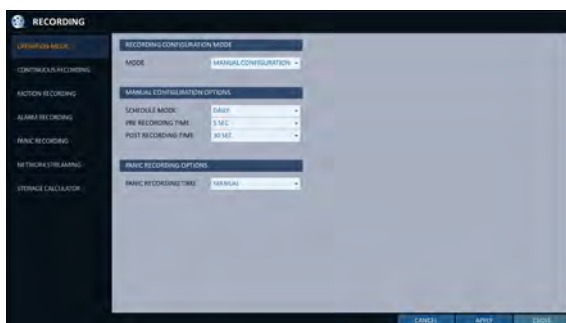 RECORDING
OPERATION MODE
CONTINUOUS RECORDING
MOTION RECORDING
ALARM RECORDING
PANIC RECORDING
NETWORK STREAMING
STORAGE CALCULATOR
RECORDING CONFIGURATION MODE
MODE MANUAL CONFIGURATION
MANUAL CONFIGURATION OPTIONS
SCHEDULE MODE DAILY
PRE RECORDING TIME 5 SEC
POST RECORDING TIME 30 SEC
PANIC RECORDING OPTIONS
PANIC RECORDING TIME MANUAL
CANCEL APPLY CLOSE